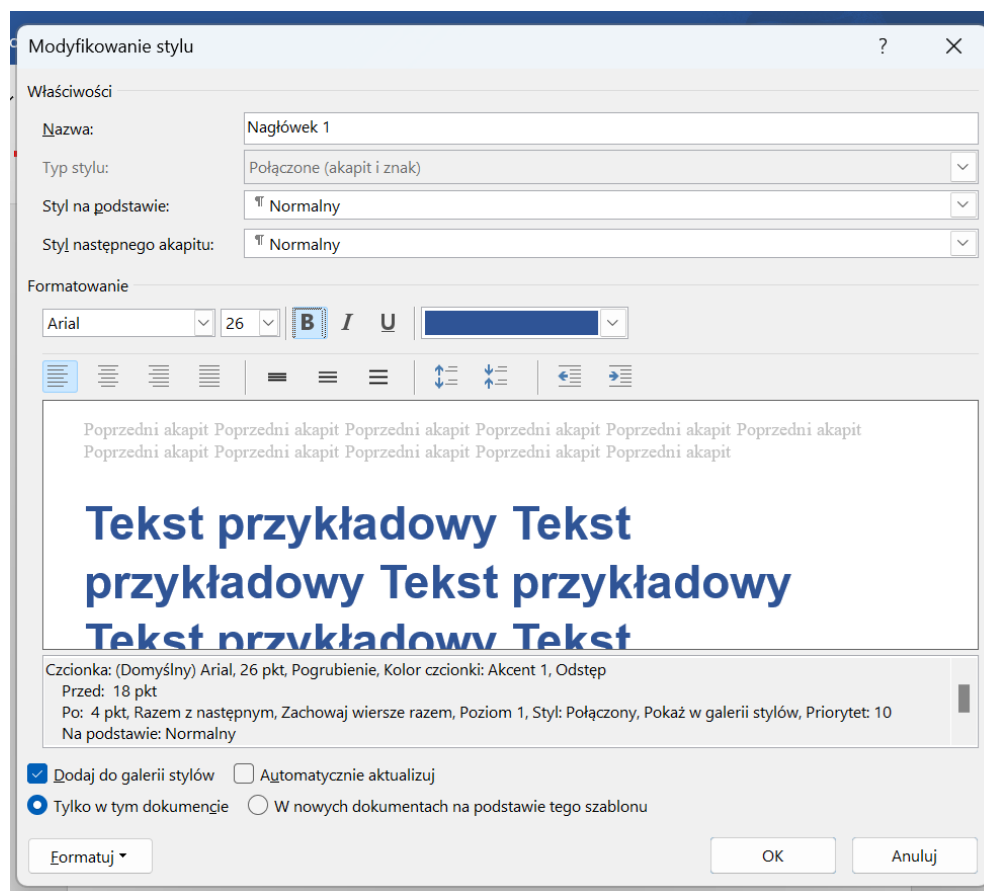 Modyfikowanie stylu ?
Właściwości
Nazwa: Nagłówek 1
Typ stylu: Połączone (akapit i znak)
Styl na podstawie: ¶ Normalny
Styl następnego akapitu: ¶ Normalny
Formatowanie
Arial 26 B I U
Poprzedni akapit Poprzedni akapit Poprzedni akapit Poprzedni akapit Poprzedni akapit Poprzedni akapit
Poprzedni akapit Poprzedni akapit Poprzedni akapit Poprzedni akapit Poprzedni akapit
Tekst przykładowy Tekst
przykładowy Tekst przykładowy
Tekst przykładowy Tekst
Czcionka: (Domyślny) Arial, 26 pkt, Pogrubienie, Kolor czcionki: Akcent 1, Odstęp
Przed: 18 pkt
Po: 4 pkt, Razem z następnym, Zachowaj wiersze razem, Poziom 1, Styl: Połączony, Pokaż w galerii stylów, Priorytet: 10
Na podstawie: Normalny
Dodaj do galerii stylów Automatycznie aktualizuj
Tylko w tym dokumencie W nowych dokumentach na podstawie tego szablonu
Formatuj OK Anuluj